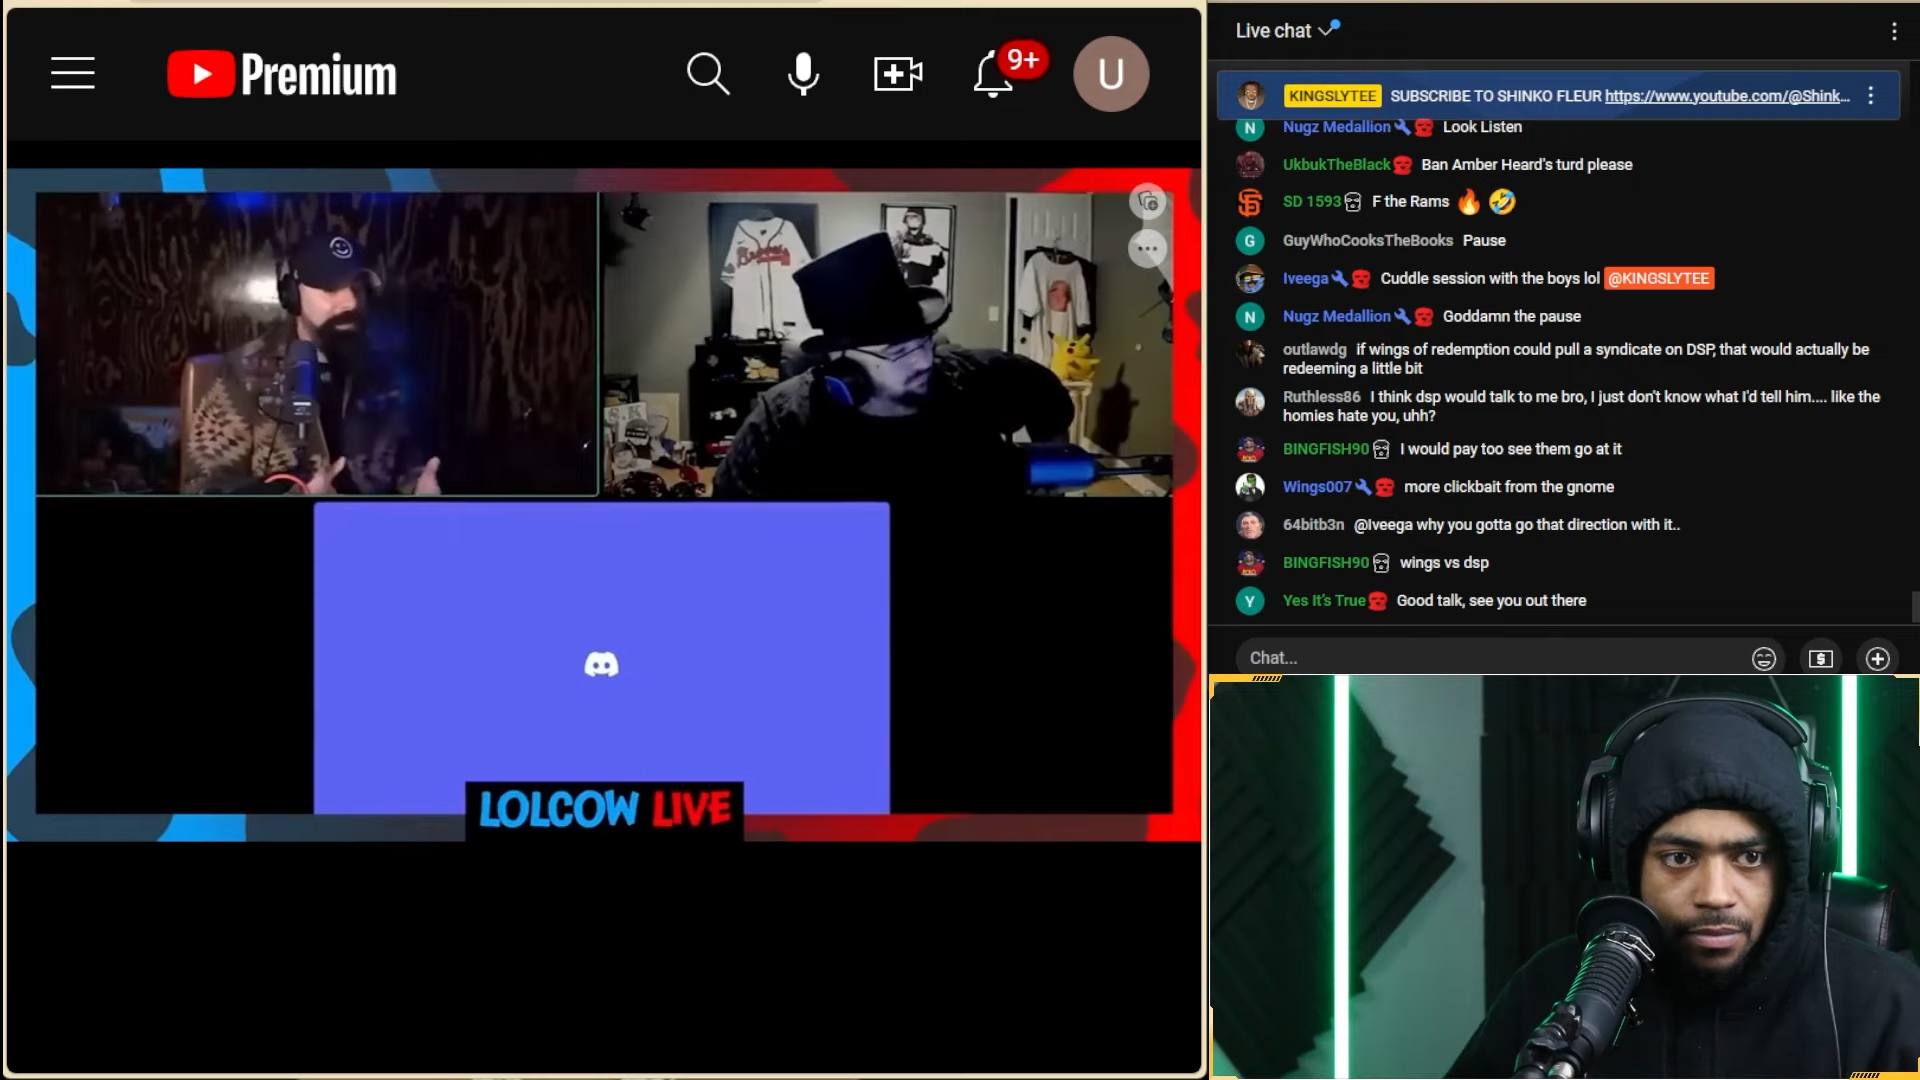 Premium
9+
U
Braves
S.K
LOLCOW LIVE
Live chat
KINGSLYTEE SUBSCRIBE TO SHINKO FLEUR https://www.youtube.com/@Shink...
N Nugz Medallion Look Listen
UkbukTheBlack Ban Amber Heard's turd please
SD 1593 F the Rams
G GuyWhoCooksTheBooks Pause
Iveega Cuddle session with the boys lol @KINGSLYTEE
N Nugz Medallion Goddamn the pause
outlawdg if wings of redemption could pull a syndicate on DSP, that would actually be
redeeming a little bit
Ruthless86 I think dsp would talk to me bro, I just don't know what I'd tell him.... like the
homies hate you, uhh?
BINGFISH90 I would pay too see them go at it
Wings007 more clickbait from the gnome
64bitb3n @Iveega why you gotta go that direction with it..
BINGFISH90 wings vs dsp
Y Yes It's True Good talk, see you out there
Chat...